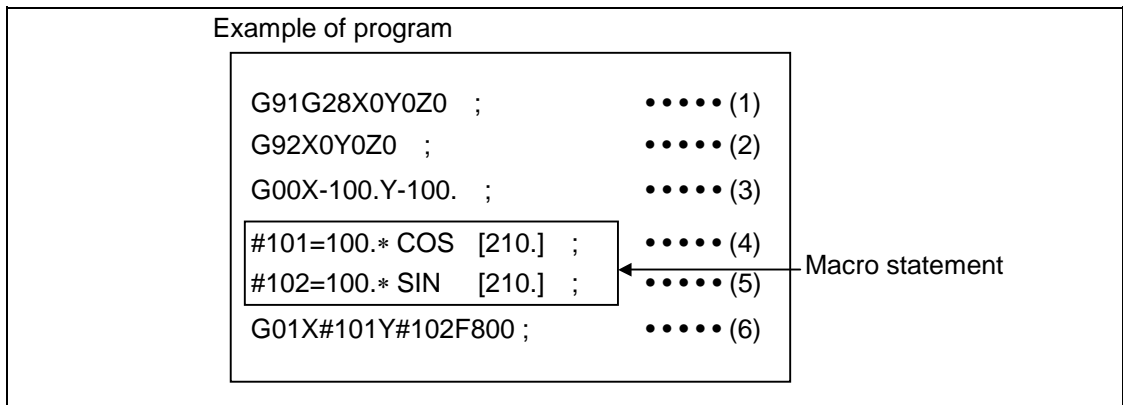 Example of program
G91G28X0Y0Z0 ; •••••(1)
G92X0Y0Z0 ; •••••(2)
G00X-100.Y-100. ; •••••(3)
#101=100.∗ COS [210.] ; •••••(4)
Macro statement
#102=100.∗ SIN [210.] ; •••••(5)
G01X#101Y#102F800 ; •••••(6)